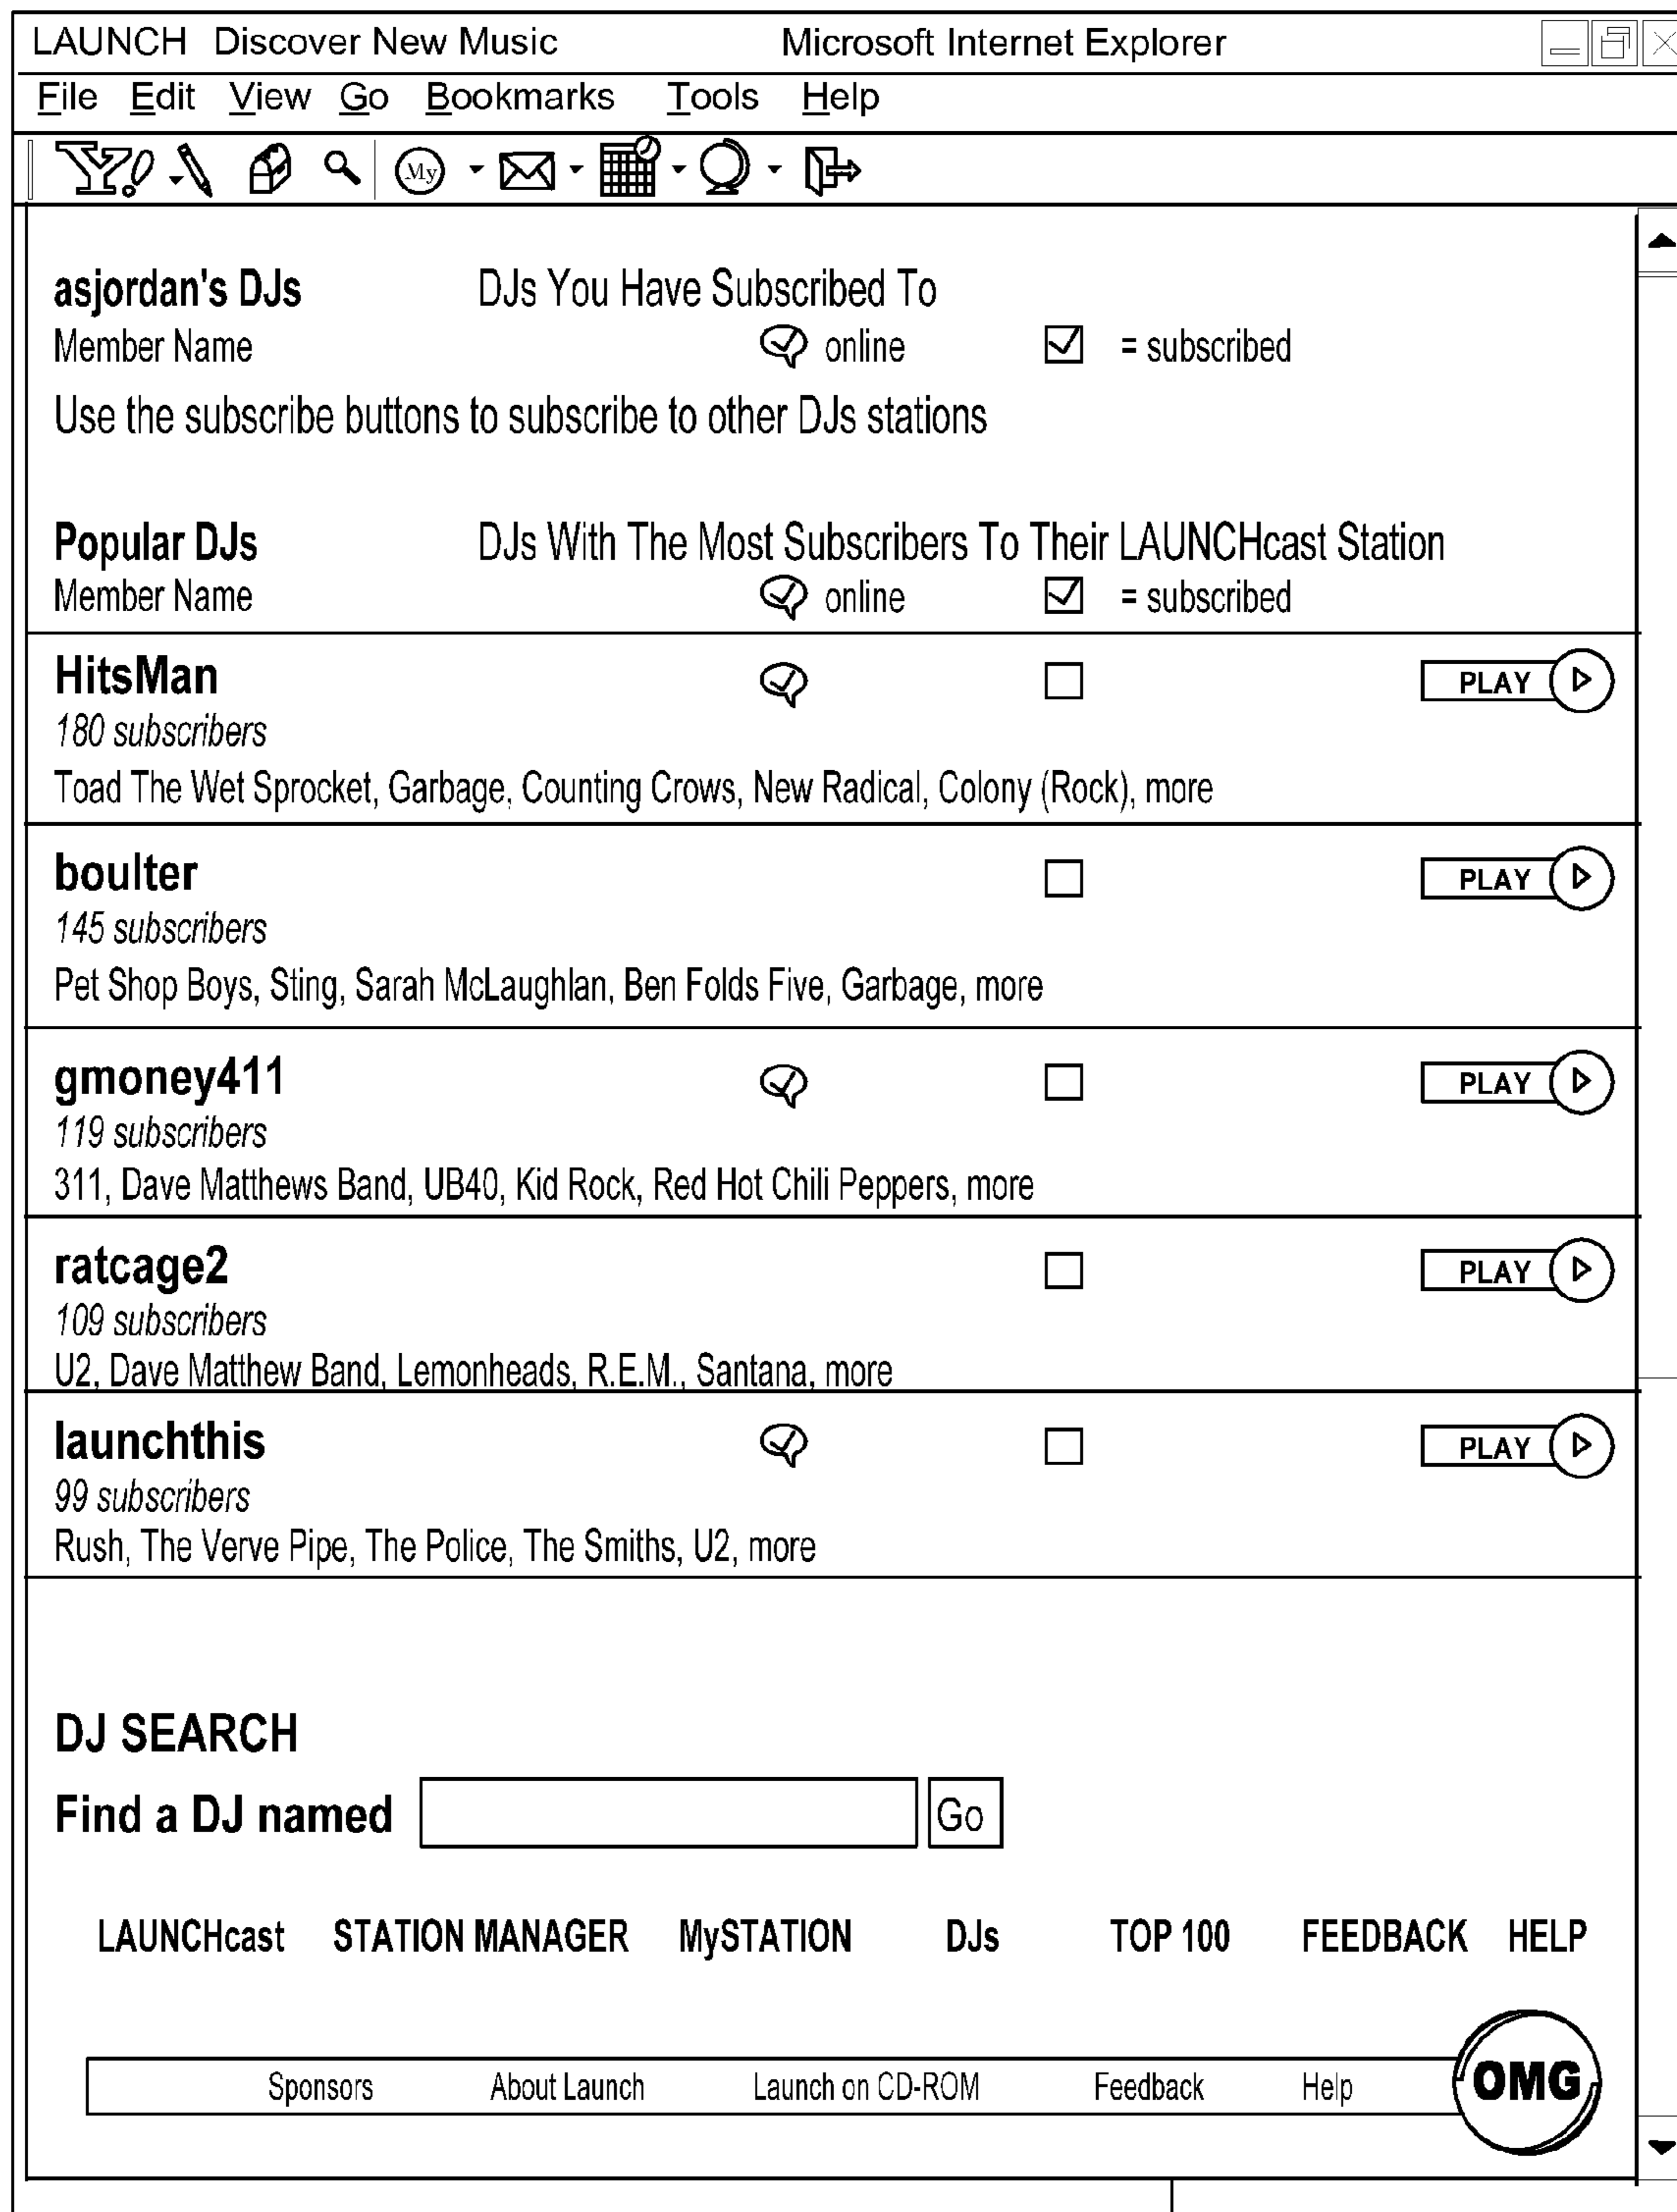 LAUNCH Discover New Music Microsoft Internet Explorer
File Edit View Go Bookmarks Tools Help
Y! My
asjordan's DJs DJs You Have Subscribed To
Member Name online = subscribed
Use the subscribe buttons to subscribe to other DJs stations
Popular DJs DJs With The Most Subscribers To Their LAUNCHcast Station
Member Name online = subscribed
HitsMan PLAY
180 subscribers
Toad The Wet Sprocket, Garbage, Counting Crows, New Radical, Colony (Rock), more
boulter PLAY
145 subscribers
Pet Shop Boys, Sting, Sarah McLaughlan, Ben Folds Five, Garbage, more
gmoney411 PLAY
119 subscribers
311, Dave Matthews Band, UB40, Kid Rock, Red Hot Chili Peppers, more
ratcage2 PLAY
109 subscribers
U2, Dave Matthew Band, Lemonheads, R.E.M., Santana, more
launchthis PLAY
99 subscribers
Rush, The Verve Pipe, The Police, The Smiths, U2, more
DJ SEARCH
Find a DJ named Go
LAUNCHcast STATION MANAGER MySTATION DJs TOP 100 FEEDBACK HELP
Sponsors About Launch Launch on CD-ROM Feedback Help OMG